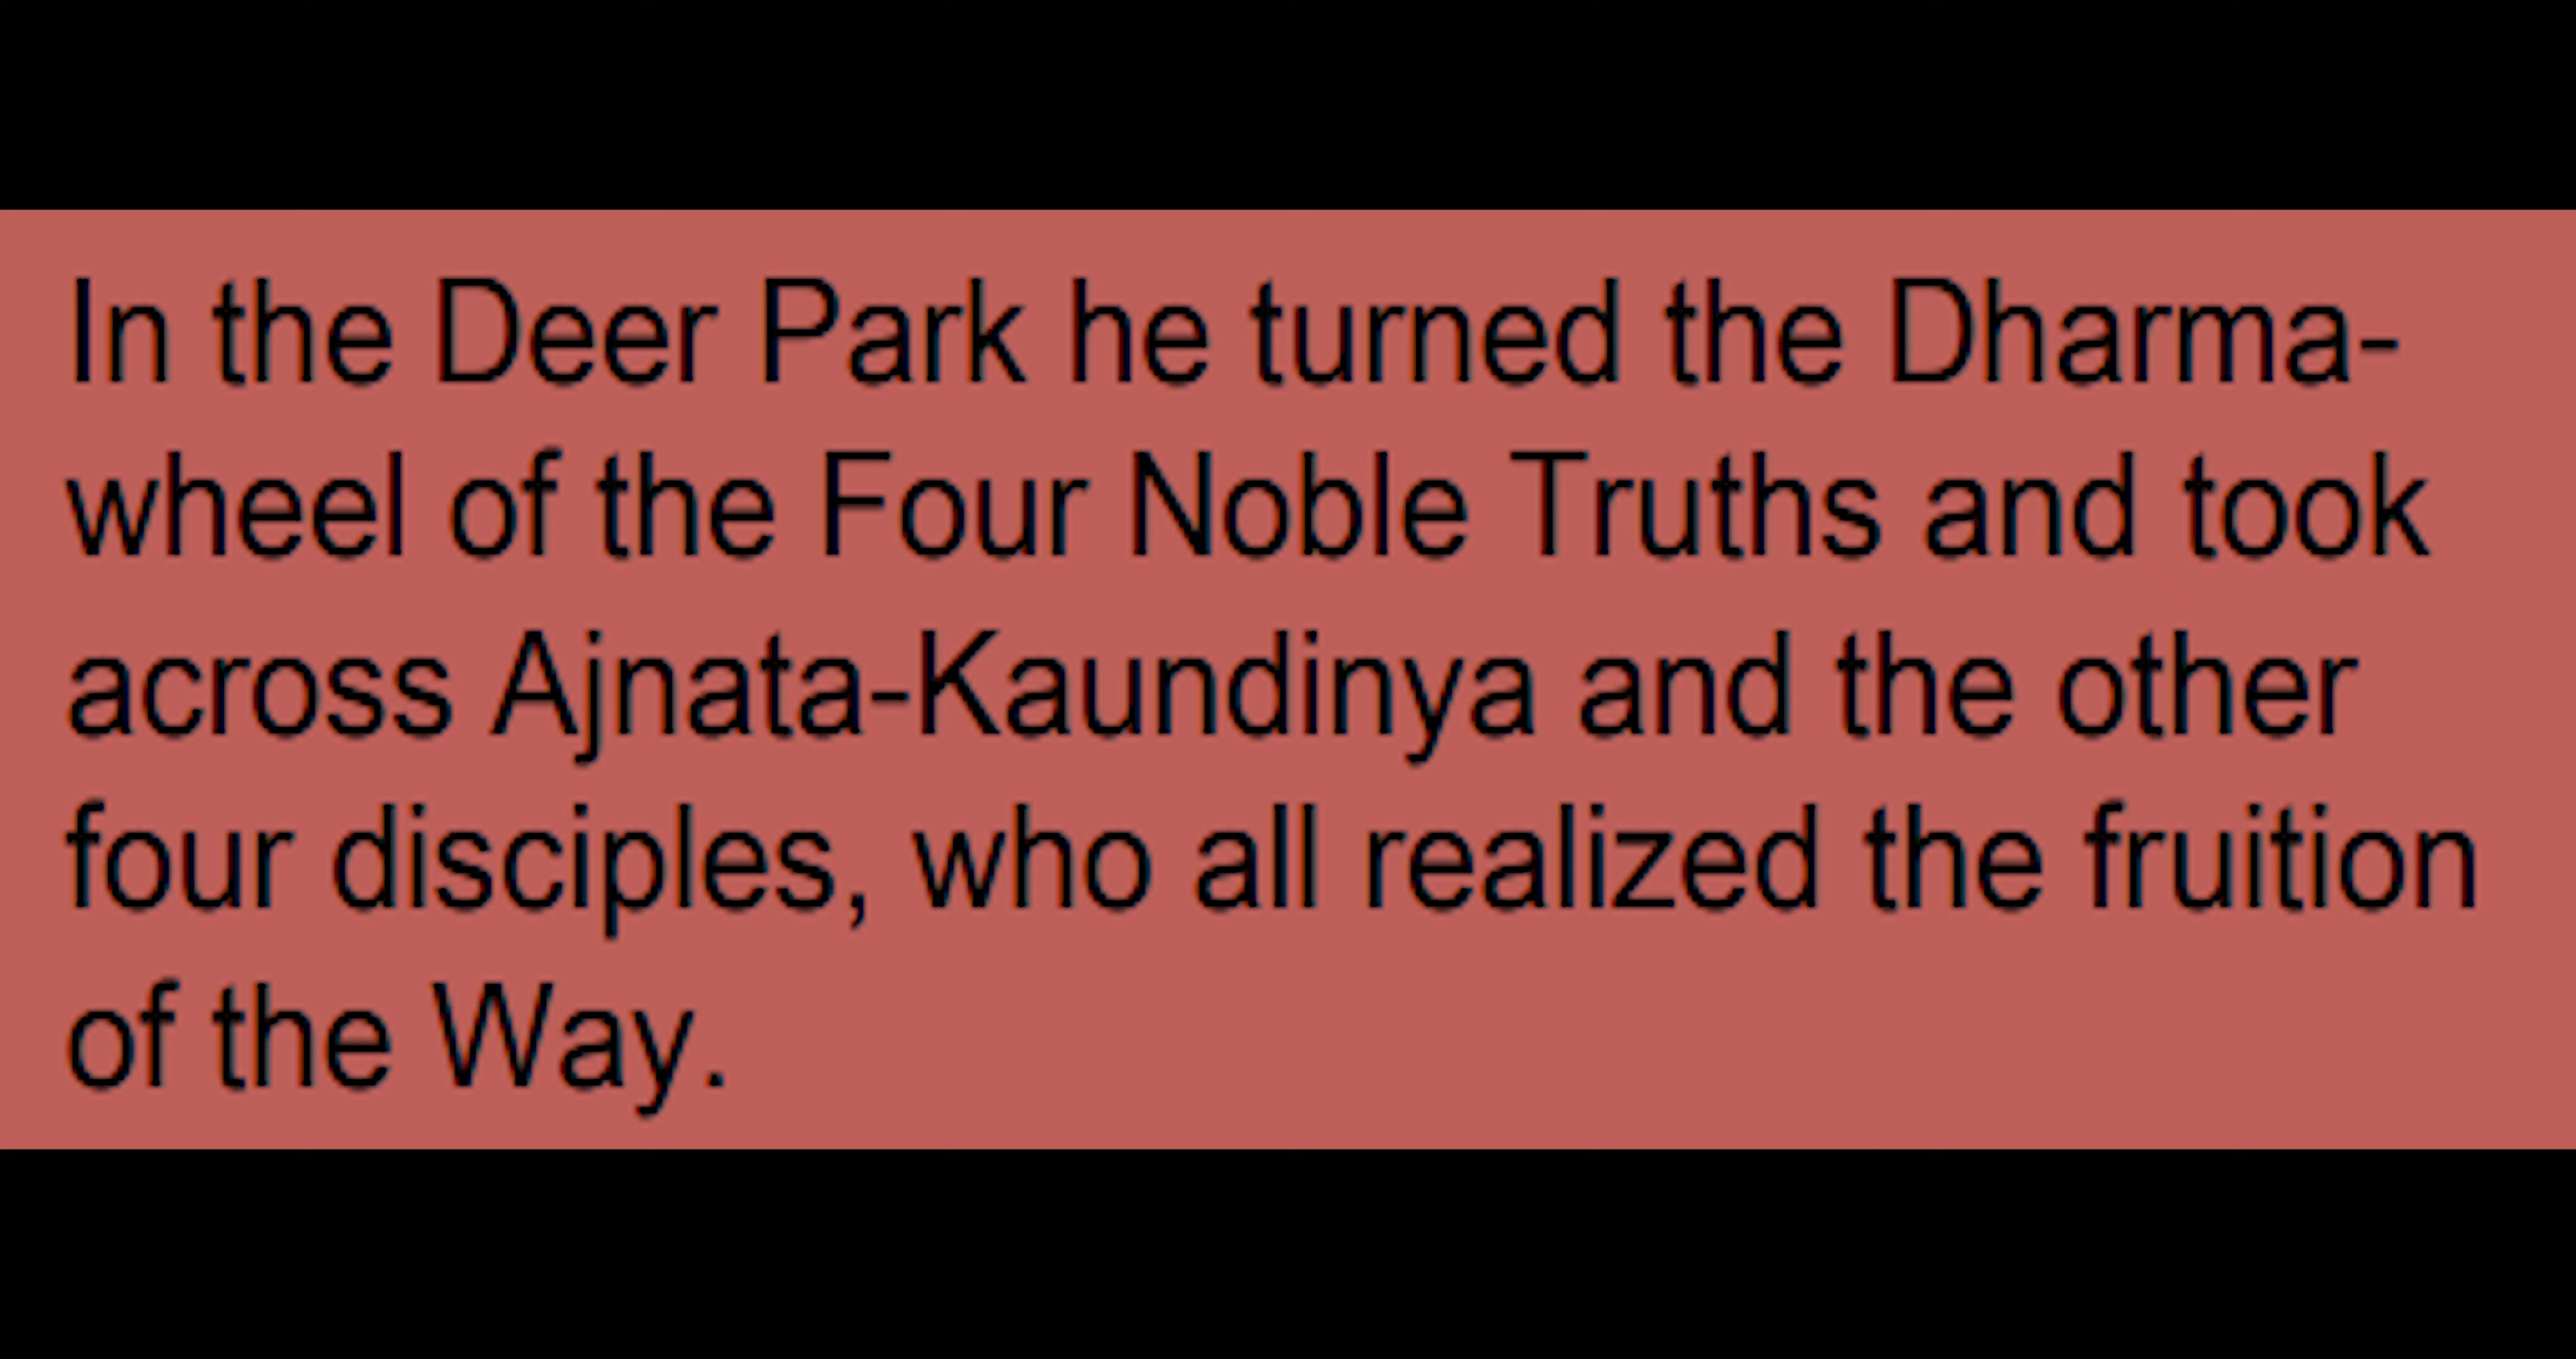 In the Deer Park he turned the Dharma-
wheel of the Four Noble Truths and took
across Ajnata-Kaundinya and the other
four disciples, who all realized the fruition
of the Way.